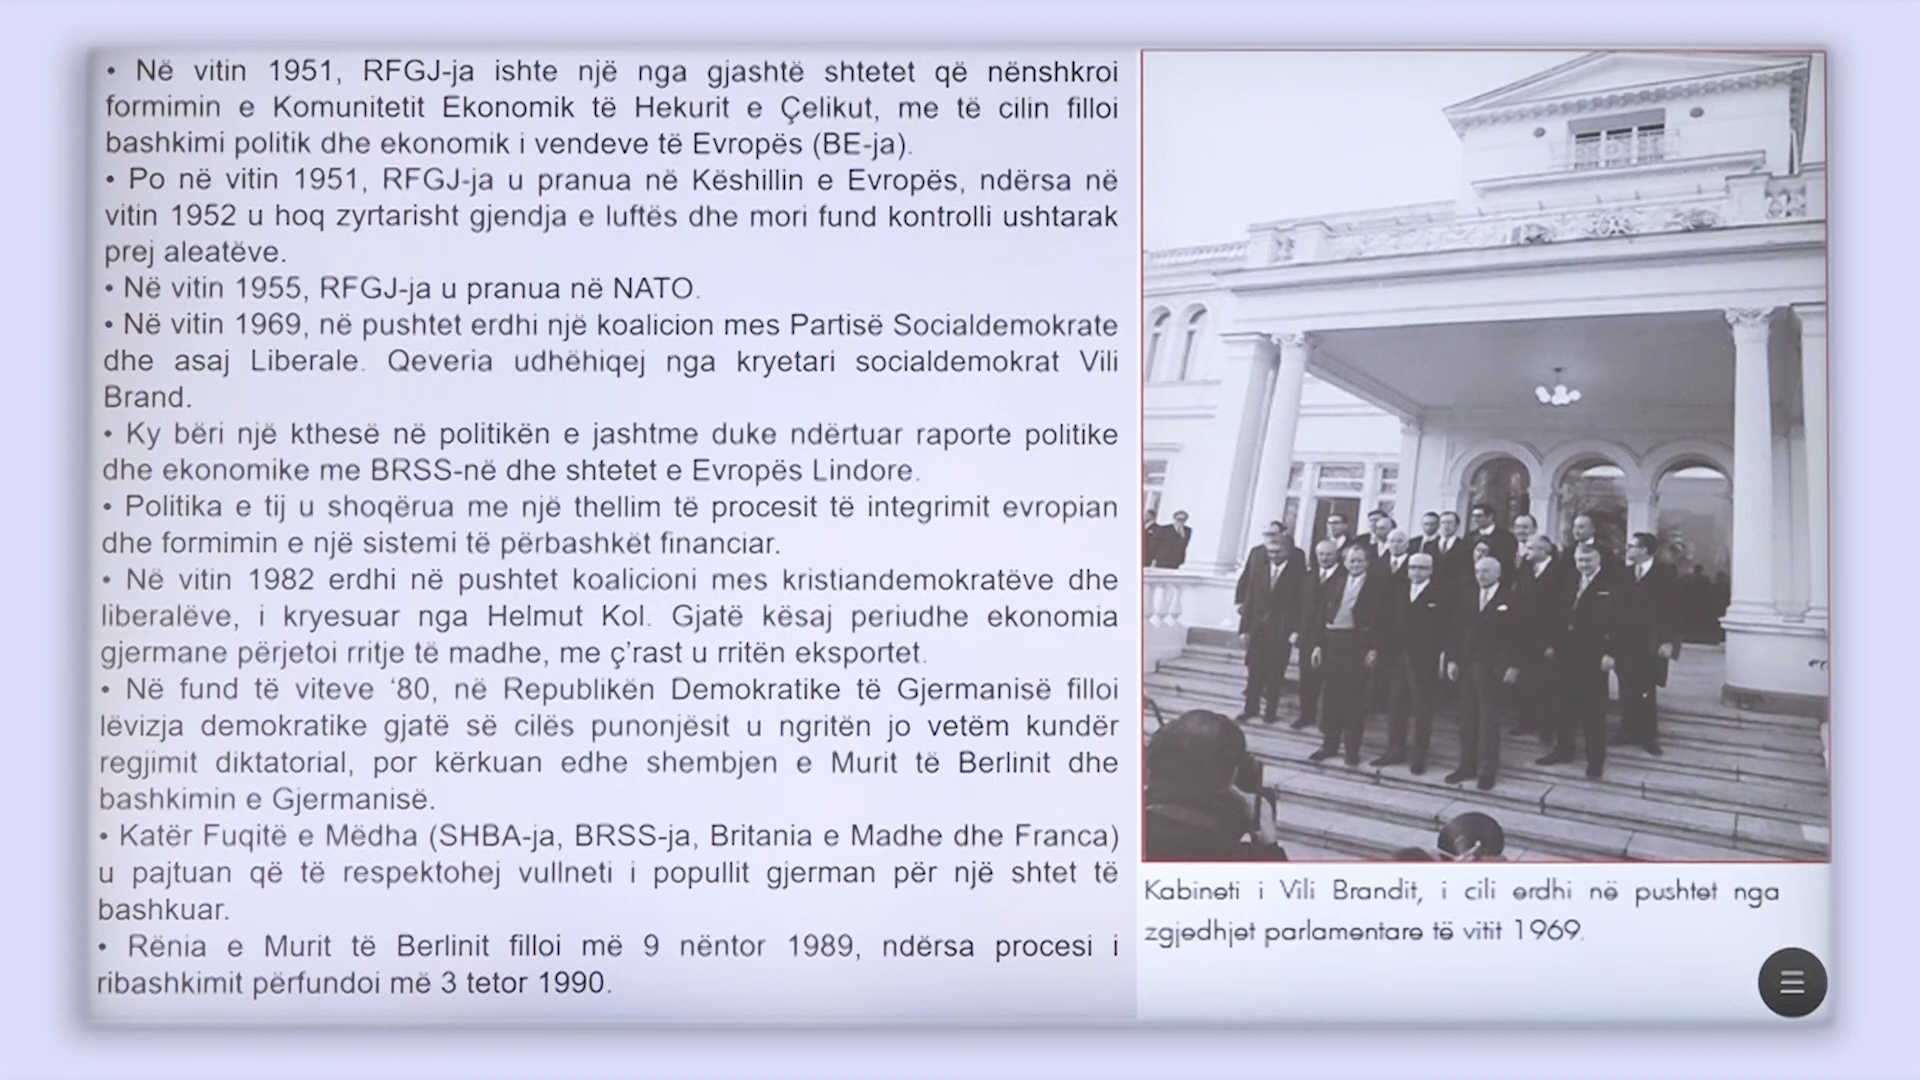 • Në vitin 1951, RFGJ-ja ishte një nga gjashtë shtetet që nënshkroi
formimin e Komunitetit Ekonomik të Hekurit e Çelikut, me të cilin filloi
bashkimi politik dhe ekonomik i vendeve të Evropës (BE-ja).
• Po në vitin 1951, RFGJ-ja u pranua në Këshillin e Evropës, ndërsa në
vitin 1952 u hoq zyrtarisht gjendja e luftës dhe mori fund kontrolli ushtarak
prej aleatëve.
• Në vitin 1955, RFGJ-ja u pranua në NATO.
• Në vitin 1969, në pushtet erdhi një koalicion mes Partisë Socialdemokrate
dhe asaj Liberale. Qeveria udhëhiqej nga kryetari socialdemokrat Vili
Brand.
• Ky bëri një kthesë në politikën e jashtme duke ndërtuar raporte politike
dhe ekonomike me BRSS-në dhe shtetet e Evropës Lindore.
• Politika e tij u shoqërua me një thellim të procesit të integrimit evropian
dhe formimin e një sistemi të përbashkët financiar.
• Në vitin 1982 erdhi në pushtet koalicioni mes kristiandemokratëve dhe
liberalëve, i kryesuar nga Helmut Kol. Gjatë kësaj periudhe ekonomia
gjermane përjetoi rritje të madhe, me ç’rast u rritën eksportet.
• Në fund të viteve ‘80, në Republikën Demokratike të Gjermanisë filloi
lëvizja demokratike gjatë së cilës punonjësit u ngritën jo vetëm kundër
regjimit diktatorial, por kërkuan edhe shembjen e Murit të Berlinit dhe
bashkimin e Gjermanisë.
• Katër Fuqitë e Mëdha (SHBA-ja, BRSS-ja, Britania e Madhe dhe Franca)
u pajtuan që të respektohej vullneti i popullit gjerman për një shtet të
bashkuar.
• Rënia e Murit të Berlinit filloi më 9 nëntor 1989, ndërsa procesi i
ribashkimit përfundoi më 3 tetor 1990.
Kabineti i Vili Brandit, i cili erdhi në pushtet nga
zgjedhjet parlamentare të vitit 1969.